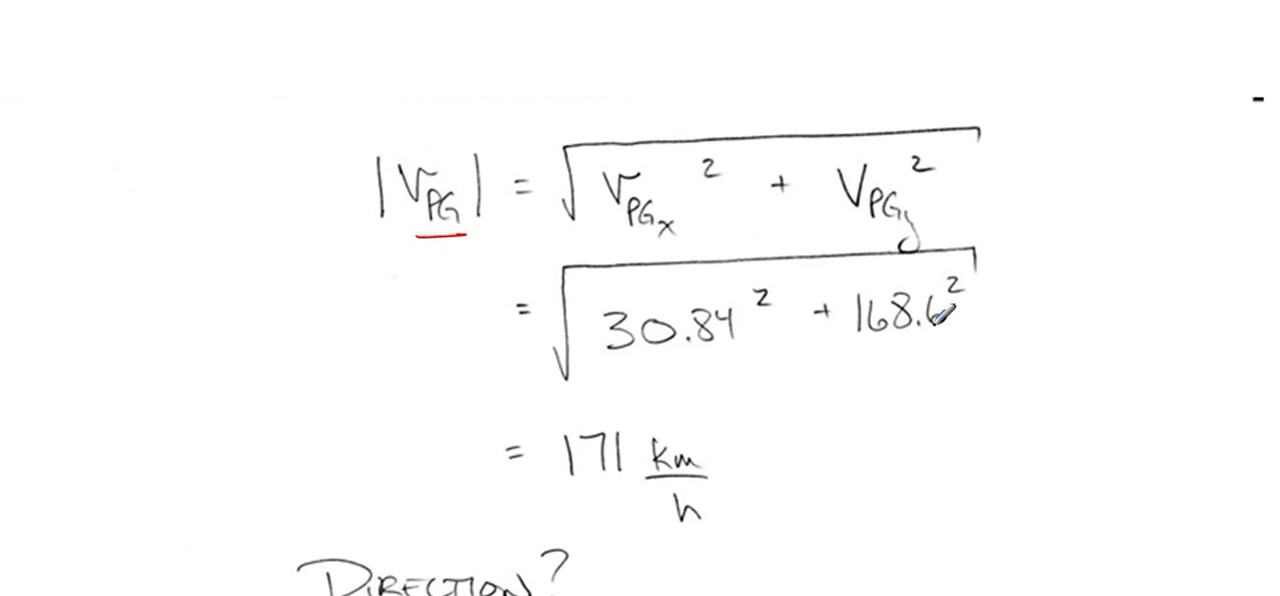 |V_PG| = √(V_PGx² + V_PGy²)
= √(30.84² + 168.6²)
= 171 km/h
DIRECTION?